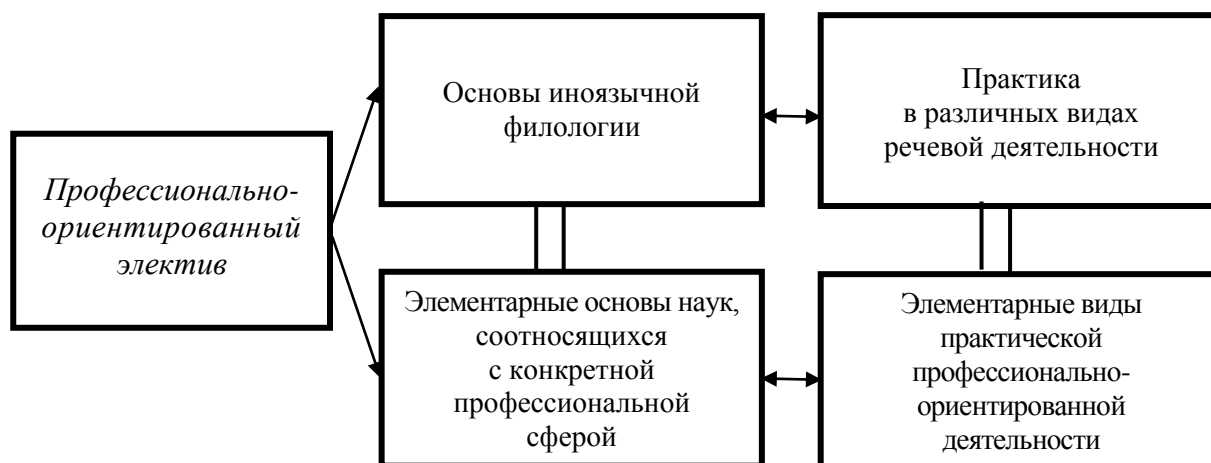 Профессионально-
ориентированный
электив
Основы иноязычной
филологии
Практика
в различных видах
речевой деятельности
Элементарные основы наук,
соотносящихся
с конкретной
профессиональной
сферой
Элементарные виды
практической
профессионально-
ориентированной
деятельности